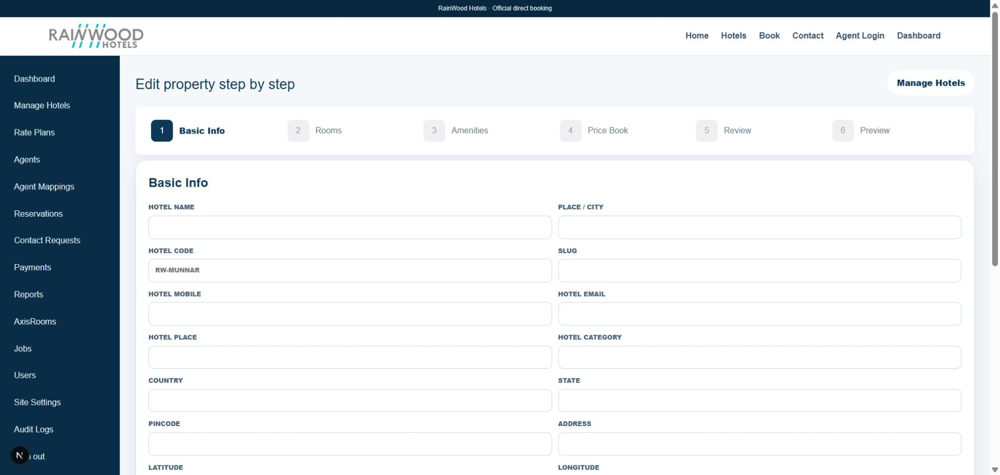 RainWood Hotels · Official direct booking
RAINWOOD
HOTELS
Home Hotels Book Contact Agent Login Dashboard
Dashboard
Manage Hotels
Rate Plans
Agents
Agent Mappings
Reservations
Contact Requests
Payments
Reports
AxisRooms
Jobs
Users
Site Settings
Audit Logs
N out
Edit property step by step
Manage Hotels
1 Basic Info 2 Rooms 3 Amenities 4 Price Book 5 Review 6 Preview
Basic Info
HOTEL NAME PLACE / CITY
HOTEL CODE SLUG
RW-MUNNAR
HOTEL MOBILE HOTEL EMAIL
HOTEL PLACE HOTEL CATEGORY
COUNTRY STATE
PINCODE ADDRESS
LATITUDE LONGITUDE